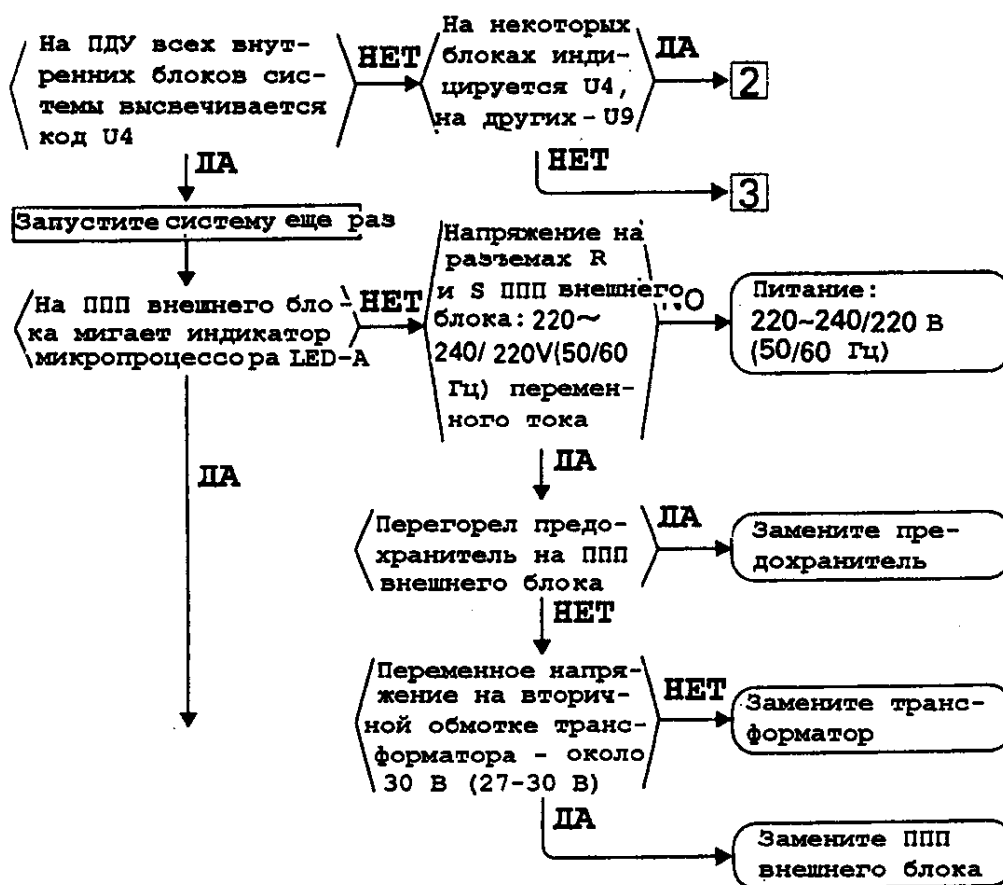 На ПДУ всех внут-
ренних блоков сис-
темы высвечивается
код U4
НЕТ
На некоторых
блоках инди-
цируется U4,
на других- U9
ДА
2
НЕТ
3
ДА
Запустите систему еще раз
На ППП внешнего бло-
ка мигает индикатор
микропроцессора LED-A
НЕТ
Напряжение на
разъемах R
и S ППП внешнего
блока: 220~
240/ 220V(50/60
Гц) перемен-
ного тока
NO
Питание:
220~240/220 В
(50/60 Гц)
ДА
ДА
Перегорел предо-
хранитель на ППП
внешнего блока
ДА
Замените пре-
дохранитель
НЕТ
Переменное напря-
жение на вторич-
ной обмотке транс-
форматора - около
30 В (27-30 В)
НЕТ
Замените транс-
форматор
ДА
Замените ППП
внешнего блока